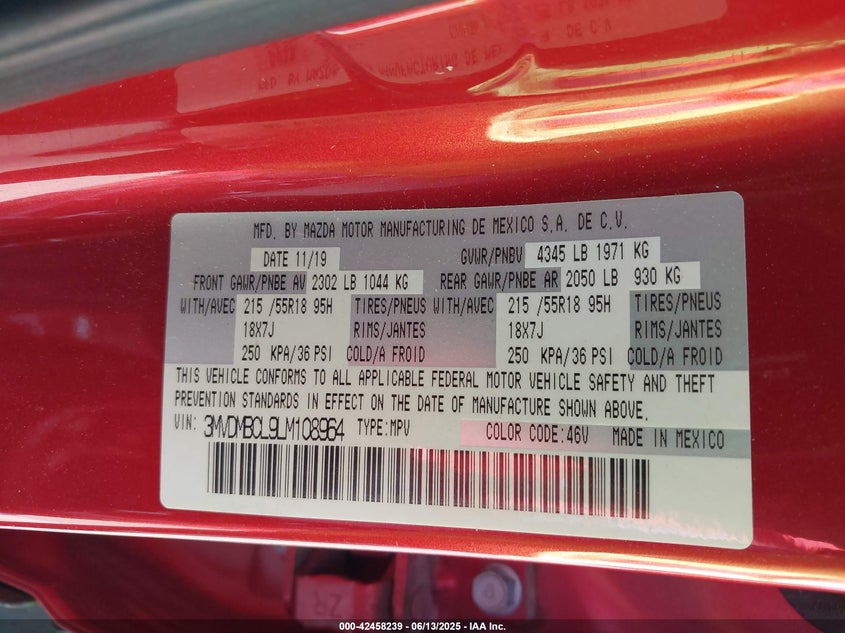 MFD. BY MAZDA MOTOR MANUFACTURING DE MEXICO S.A. DE C.V.
DATE 11/19 GVWR/PNBV 4345 LB 1971 KG
FRONT GAWR/PNBE AV 2302 LB 1044 KG REAR GAWR/PNBE AR 2050 LB 930 KG
WITH/AVEC 215 /55R18 95H TIRES/PNEUS WITH/AVEC 215 /55R18 95H TIRES/PNEUS
18X7J RIMS/JANTES 18X7J RIMS/JANTES
250 KPA/36 PSI COLD/A FROID 250 KPA/36 PSI COLD/A FROID
THIS VEHICLE CONFORMS TO ALL APPLICABLE FEDERAL MOTOR VEHICLE SAFETY AND THEFT
PREVENTION STANDARDS IN EFFECT ON THE DATE OF MANUFACTURE SHOWN ABOVE.
VIN: 3MVDMBCL9LM108964 TYPE:MPV COLOR CODE:46V MADE IN MEXICO
000-42458239 - 06/13/2025 - IAA Inc.